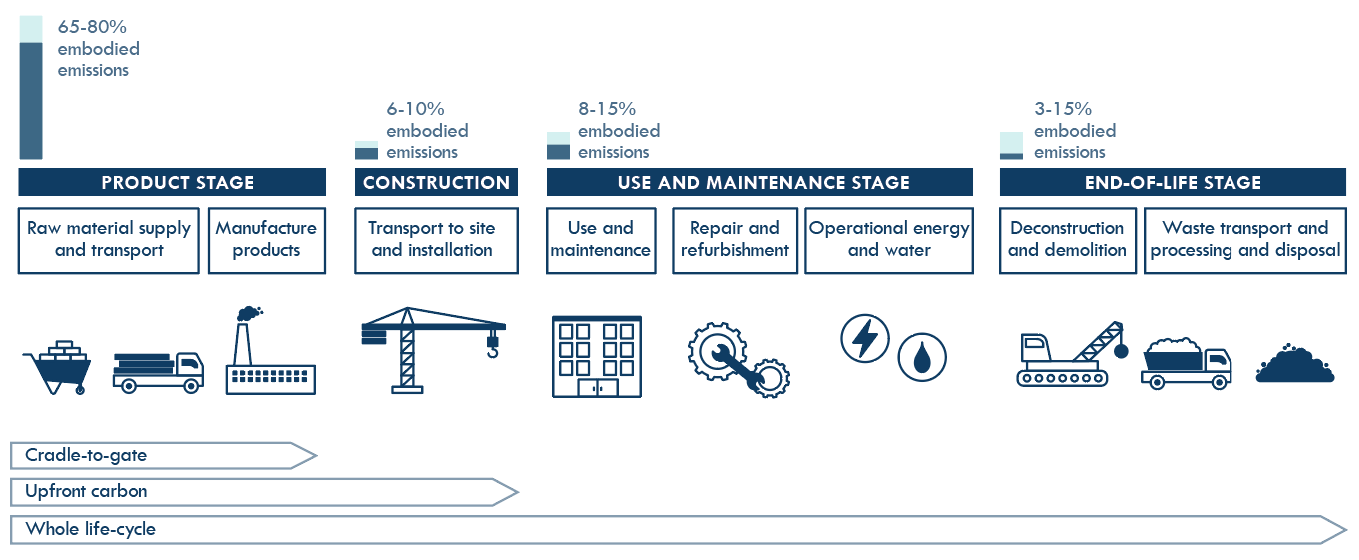 65-80%
embodied
emissions
6-10%
embodied
emissions
8-15%
embodied
emissions
3-15%
embodied
emissions
PRODUCT STAGE
CONSTRUCTION
USE AND MAINTENANCE STAGE
END-OF-LIFE STAGE
Raw material supply
and transport
Manufacture
products
Transport to site
and installation
Use and
maintenance
Repair and
refurbishment
Operational energy
and water
Deconstruction
and demolition
Waste transport and
processing and disposal
Cradle-to-gate
Upfront carbon
Whole life-cycle